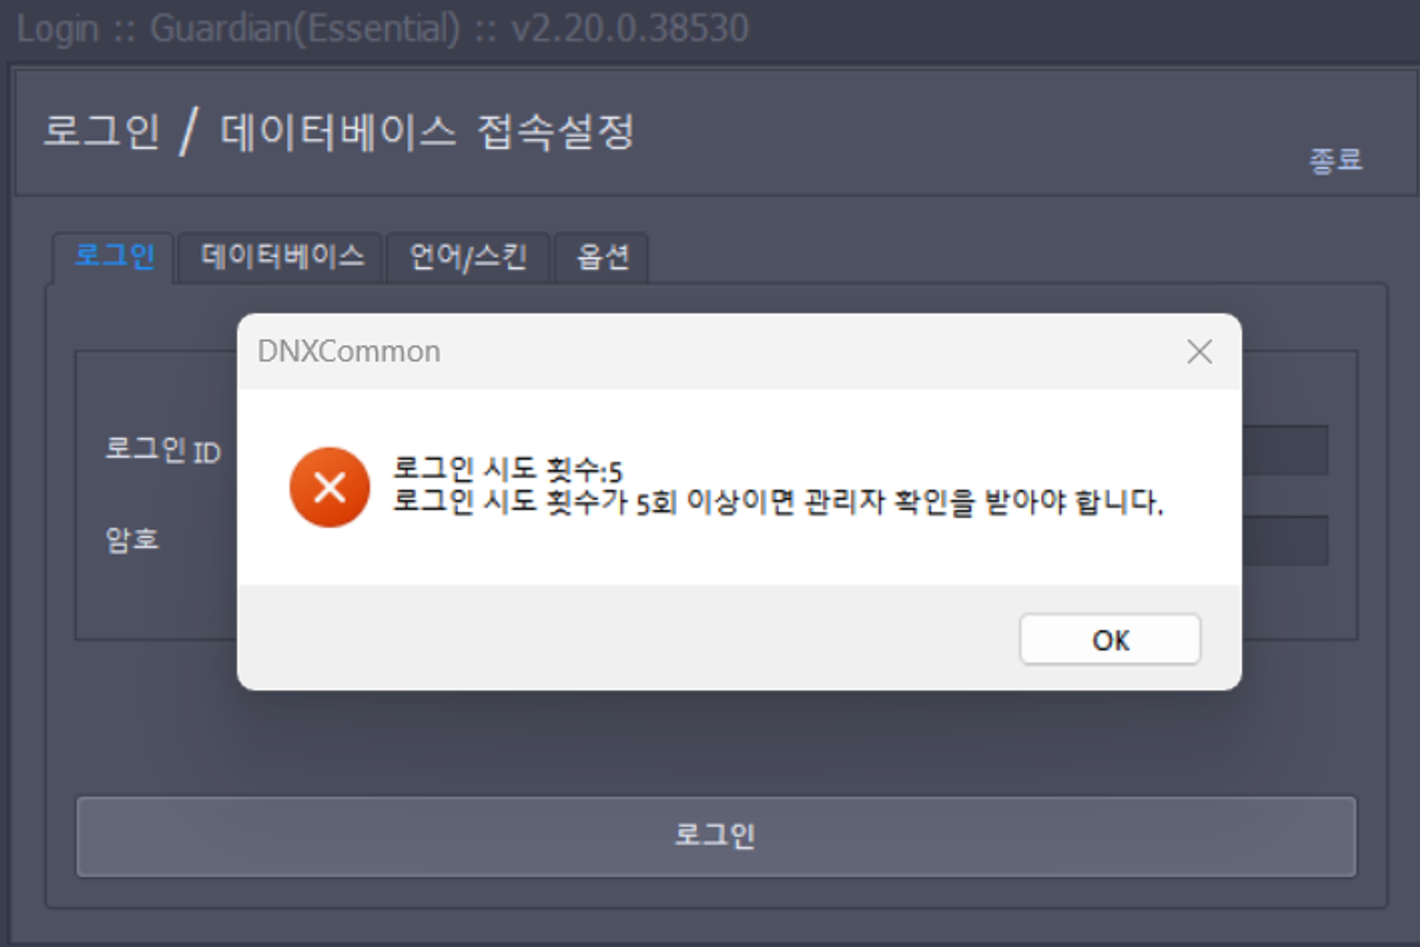 Login :: Guardian(Essential) :: v2.20.0.38530
로그인 / 데이터베이스 접속설정
종료
로그인 데이터베이스 언어/스킨 옵션
DNXCommon
로그인 ID
암호
로그인 시도 횟수:5
로그인 시도 횟수가 5회 이상이면 관리자 확인을 받아야 합니다.
OK
로그인